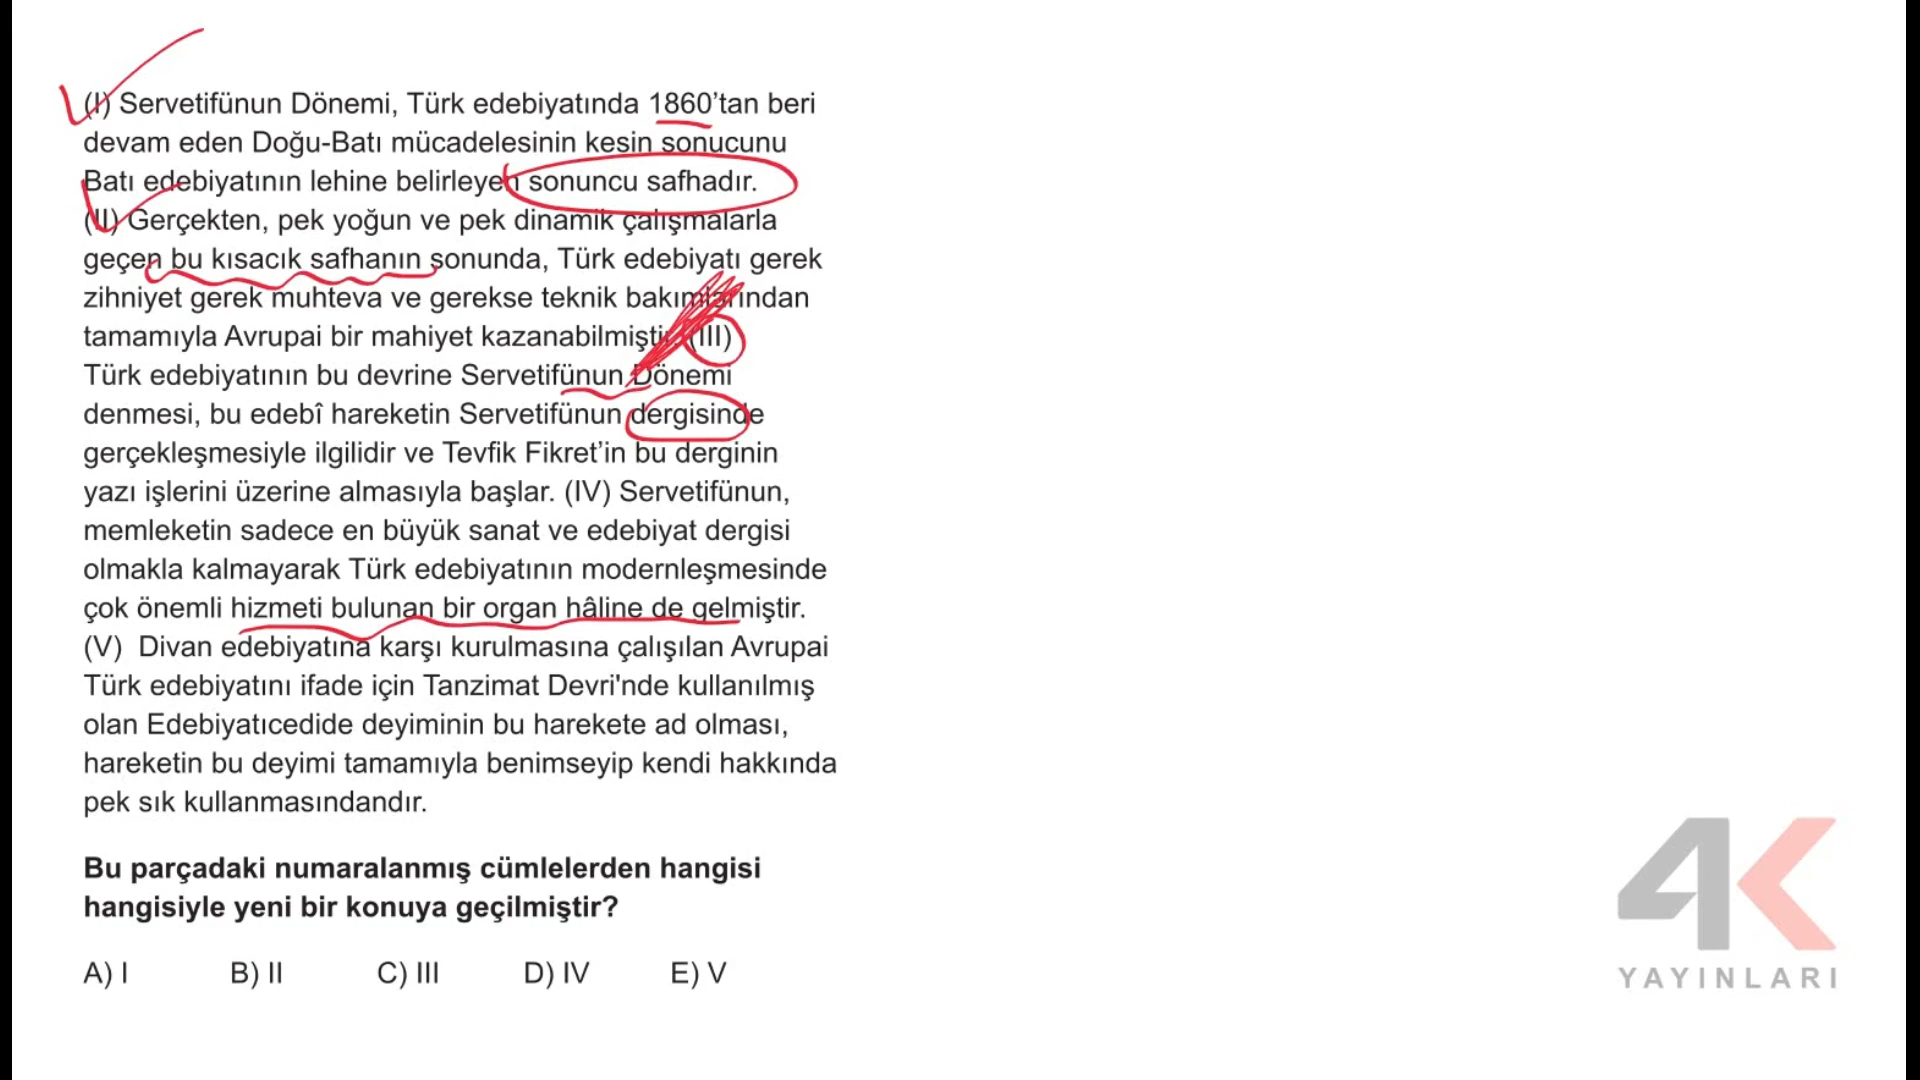 (I) Servetifünun Dönemi, Türk edebiyatında 1860’tan beri
devam eden Doğu-Batı mücadelesinin kesin sonucunu
Batı edebiyatının lehine belirleyen sonuncu safhadır.
(II) Gerçekten, pek yoğun ve pek dinamik çalışmalarla
geçen bu kısacık safhanın sonunda, Türk edebiyatı gerek
zihniyet gerek muhteva ve gerekse teknik bakımlarından
tamamıyla Avrupai bir mahiyet kazanabilmiştir. (III)
Türk edebiyatının bu devrine Servetifünun Dönemi
denmesi, bu edebî hareketin Servetifünun dergisinde
gerçekleşmesiyle ilgilidir ve Tevfik Fikret’in bu derginin
yazı işlerini üzerine almasıyla başlar. (IV) Servetifünun,
memleketin sadece en büyük sanat ve edebiyat dergisi
olmakla kalmayarak Türk edebiyatının modernleşmesinde
çok önemli hizmeti bulunan bir organ hâline de gelmiştir.
(V) Divan edebiyatına karşı kurulmasına çalışılan Avrupai
Türk edebiyatını ifade için Tanzimat Devri'nde kullanılmış
olan Edebiyatıcedide deyiminin bu harekete ad olması,
hareketin bu deyimi tamamıyla benimseyip kendi hakkında
pek sık kullanmasındandır.
Bu parçadaki numaralanmış cümlelerden hangisi
hangisiyle yeni bir konuya geçilmiştir?
A) I B) II C) III D) IV E) V
4K
YAYINLARI